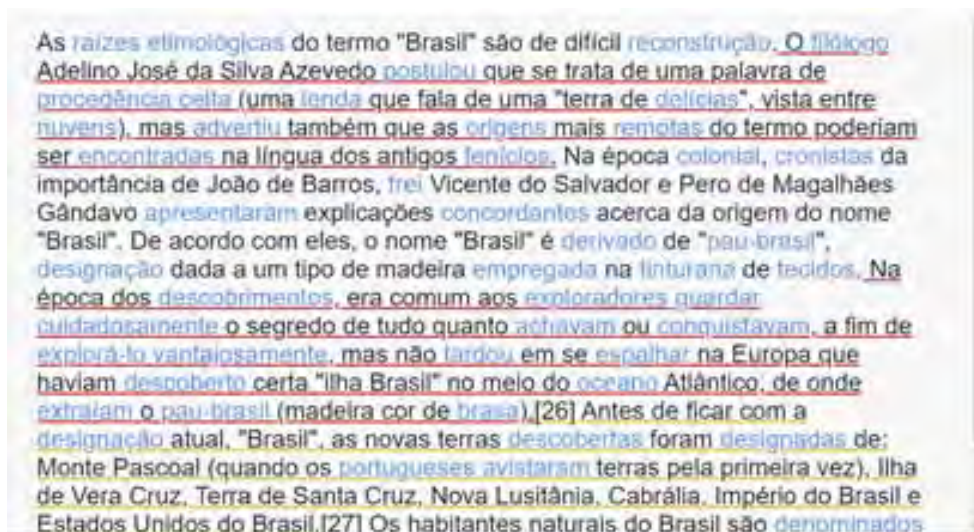 As raízes etimológicas do termo "Brasil" são de difícil reconstrução. O filólogo
Adelino José da Silva Azevedo postulou que se trata de uma palavra de
procedência celta (uma lenda que fala de uma "terra de delícias", vista entre
nuvens), mas advertiu também que as origens mais remotas do termo poderiam
ser encontradas na língua dos antigos fenícios. Na época colonial, cronistas da
importância de João de Barros, frei Vicente do Salvador e Pero de Magalhães
Gândavo apresentaram explicações concordantes acerca da origem do nome
"Brasil". De acordo com eles, o nome "Brasil" é derivado de "pau-brasil",
designação dada a um tipo de madeira empregada na tinturaria de tecidos. Na
época dos descobrimentos, era comum aos exploradores guardar
cuidadosamente o segredo de tudo quanto achavam ou conquistavam, a fim de
explorá-lo vantajosamente, mas não tardou em se espalhar na Europa que
haviam descoberto certa "ilha Brasil" no meio do oceano Atlântico, de onde
extraíam o pau-brasil (madeira cor de brasa).[26] Antes de ficar com a
designação atual, "Brasil", as novas terras descobertas foram designadas de:
Monte Pascoal (quando os portugueses avistaram terras pela primeira vez), Ilha
de Vera Cruz, Terra de Santa Cruz, Nova Lusitânia, Cabrália, Império do Brasil e
Estados Unidos do Brasil.[27] Os habitantes naturais do Brasil são denominados